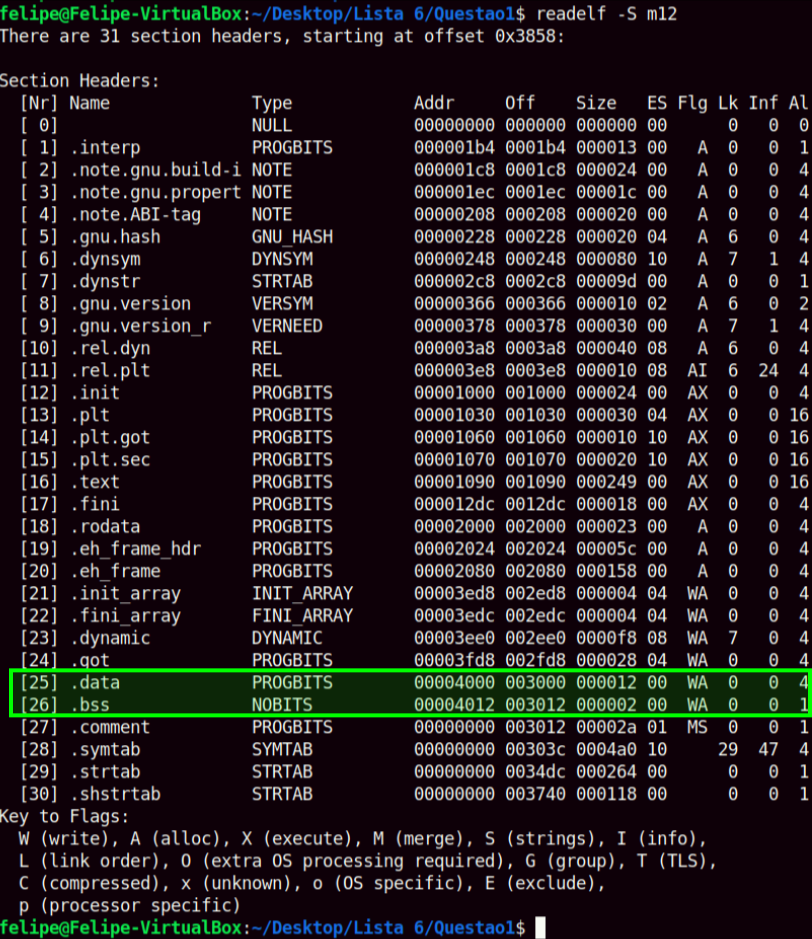 felipe@Felipe-VirtualBox:~/Desktop/Lista 6/Questao1$ readelf -S m12
There are 31 section headers, starting at offset 0x3858:
Section Headers:
[Nr] Name Type Addr Off Size ES Flg Lk Inf Al
[ 0] NULL 00000000 000000 000000 00 0 0 0
[ 1] .interp PROGBITS 000001b4 0001b4 000013 00 A 0 0 1
[ 2] .note.gnu.build-i NOTE 000001c8 0001c8 000024 00 A 0 0 4
[ 3] .note.gnu.propert NOTE 000001ec 0001ec 00001c 00 A 0 0 4
[ 4] .note.ABI-tag NOTE 00000208 000208 000020 00 A 0 0 4
[ 5] .gnu.hash GNU_HASH 00000228 000228 000020 04 A 6 0 4
[ 6] .dynsym DYNSYM 00000248 000248 000080 10 A 7 1 4
[ 7] .dynstr STRTAB 000002c8 0002c8 00009d 00 A 0 0 1
[ 8] .gnu.version VERSYM 00000366 000366 000010 02 A 6 0 2
[ 9] .gnu.version_r VERNEED 00000378 000378 000030 00 A 7 1 4
[10] .rel.dyn REL 000003a8 0003a8 000040 08 A 6 0 4
[11] .rel.plt REL 000003e8 0003e8 000010 08 AI 6 24 4
[12] .init PROGBITS 00001000 001000 000024 00 AX 0 0 4
[13] .plt PROGBITS 00001030 001030 000030 04 AX 0 0 16
[14] .plt.got PROGBITS 00001060 001060 000010 10 AX 0 0 16
[15] .plt.sec PROGBITS 00001070 001070 000020 10 AX 0 0 16
[16] .text PROGBITS 00001090 001090 000249 00 AX 0 0 16
[17] .fini PROGBITS 000012dc 0012dc 000018 00 AX 0 0 4
[18] .rodata PROGBITS 00002000 002000 000023 00 A 0 0 4
[19] .eh_frame_hdr PROGBITS 00002024 002024 00005c 00 A 0 0 4
[20] .eh_frame PROGBITS 00002080 002080 000158 00 A 0 0 4
[21] .init_array INIT_ARRAY 00003ed8 002ed8 000004 04 WA 0 0 4
[22] .fini_array FINI_ARRAY 00003edc 002edc 000004 04 WA 0 0 4
[23] .dynamic DYNAMIC 00003ee0 002ee0 0000f8 08 WA 7 0 4
[24] .got PROGBITS 00003fd8 002fd8 000028 04 WA 0 0 4
[25] .data PROGBITS 00004000 003000 000012 00 WA 0 0 4
[26] .bss NOBITS 00004012 003012 000002 00 WA 0 0 1
[27] .comment PROGBITS 00000000 003012 00002a 01 MS 0 0 1
[28] .symtab SYMTAB 00000000 00303c 0004a0 10 29 47 4
[29] .strtab STRTAB 00000000 0034dc 000264 00 0 0 1
[30] .shstrtab STRTAB 00000000 003740 000118 00 0 0 1
Key to Flags:
W (write), A (alloc), X (execute), M (merge), S (strings), I (info),
L (link order), O (extra OS processing required), G (group), T (TLS),
C (compressed), x (unknown), o (OS specific), E (exclude),
p (processor specific)
felipe@Felipe-VirtualBox:~/Desktop/Lista 6/Questao1$